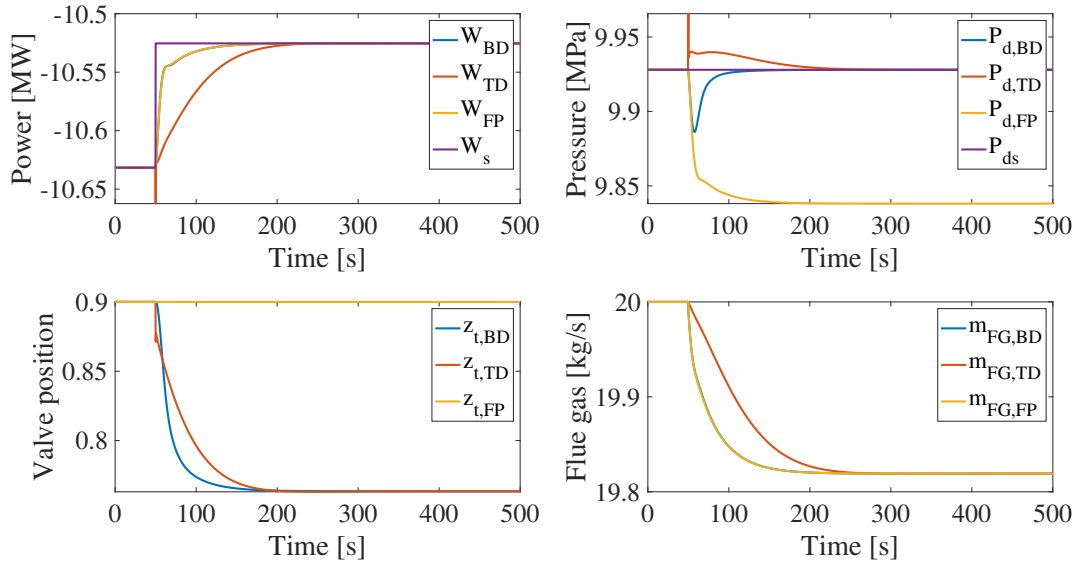 -10.5
-10.55
-10.6
-10.65
Power [MW]
W_BD
W_TD
W_FP
W_s
0 100 200 300 400 500
Time [s]
9.95
9.9
9.85
Pressure [MPa]
P_d,BD
P_d,TD
P_d,FP
P_ds
0 100 200 300 400 500
Time [s]
0.9
0.85
0.8
Valve position
z_t,BD
z_t,TD
z_t,FP
0 100 200 300 400 500
Time [s]
20
19.9
19.8
Flue gas [kg/s]
m_FG,BD
m_FG,TD
m_FG,FP
0 100 200 300 400 500
Time [s]